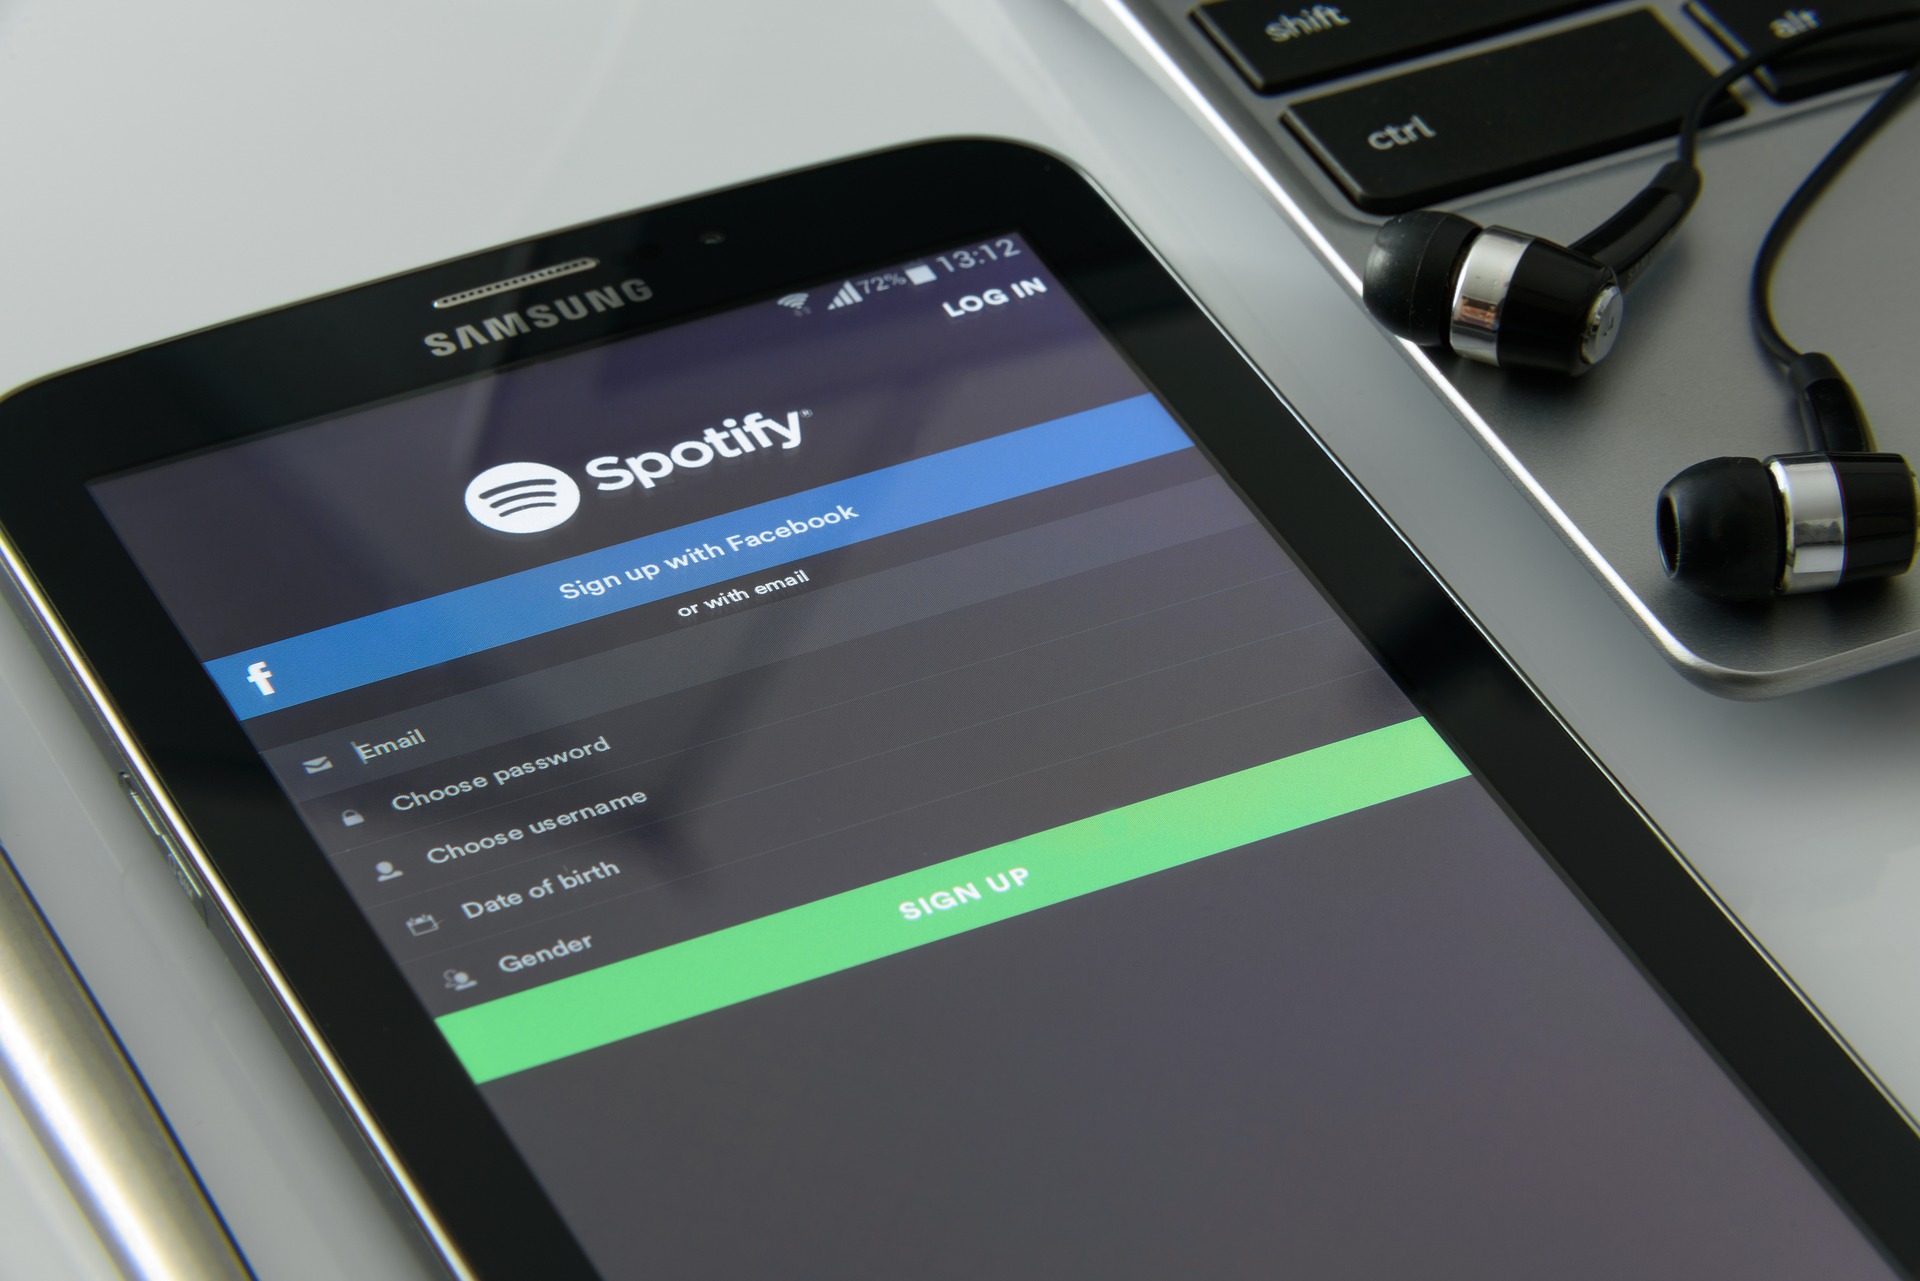 shift
alt
ctrl
SAMSUNG
72% 13:12
LOG IN
Spotify®
f Sign up with Facebook
or with email
Email
Choose password
Choose username
Date of birth
Gender
SIGN UP